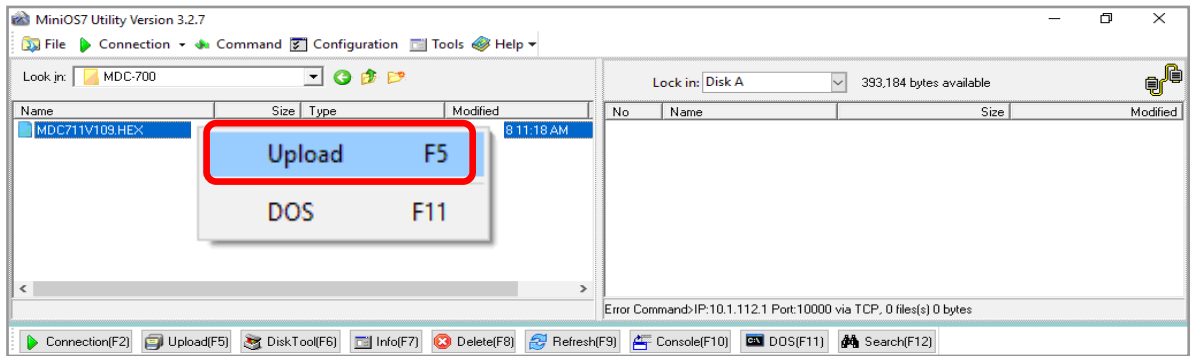 MiniOS7 Utility Version 3.2.7
File Connection Command Configuration Tools Help
Look in: MDC-700
Lock in: Disk A 393,184 bytes available
Name Size Type Modified
No Name Size Modified
MDC711V109.HEX 8 11:18 AM
Upload F5
DOS F11
Error Command>IP:10.1.112.1 Port:10000 via TCP, 0 files(s) 0 bytes
Connection(F2) Upload(F5) DiskTool(F6) Info(F7) Delete(F8) Refresh(F9) Console(F10) DOS(F11) Search(F12)